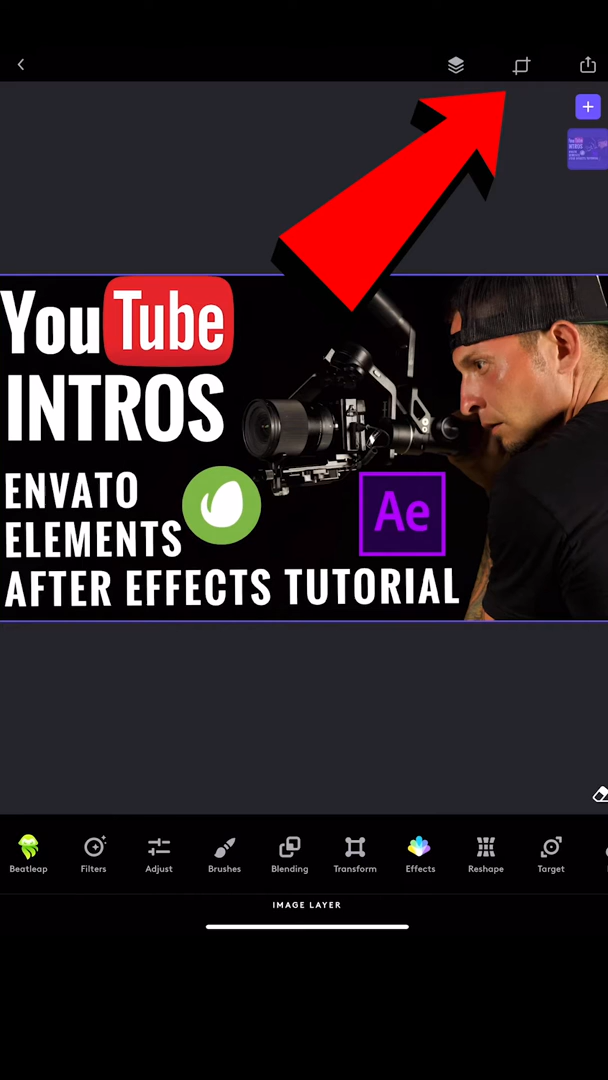 YouTube
INTROS
ENVATO
ELEMENTS
AFTER EFFECTS TUTORIAL
Ae
Beatleap
Filters
Adjust
Brushes
Blending
Transform
Effects
Reshape
Target
IMAGE LAYER